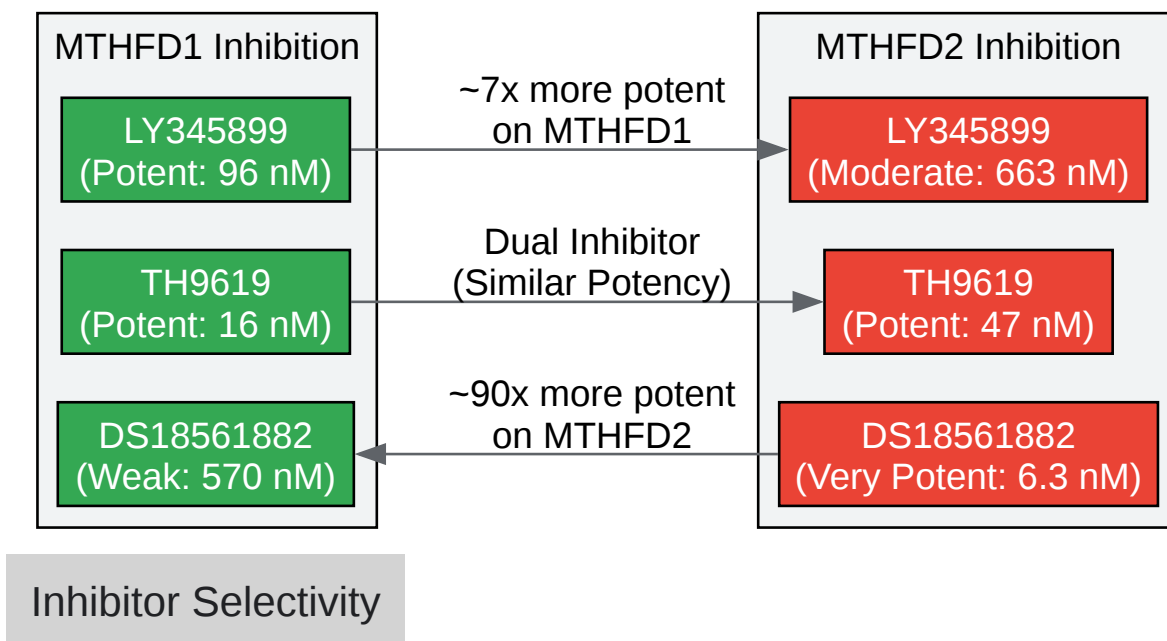 MTHFD1 Inhibition
LY345899
(Potent: 96 nM)
TH9619
(Potent: 16 nM)
DS18561882
(Weak: 570 nM)
~7x more potent
on MTHFD1
Dual Inhibitor
(Similar Potency)
~90x more potent
on MTHFD2
MTHFD2 Inhibition
LY345899
(Moderate: 663 nM)
TH9619
(Potent: 47 nM)
DS18561882
(Very Potent: 6.3 nM)
Inhibitor Selectivity